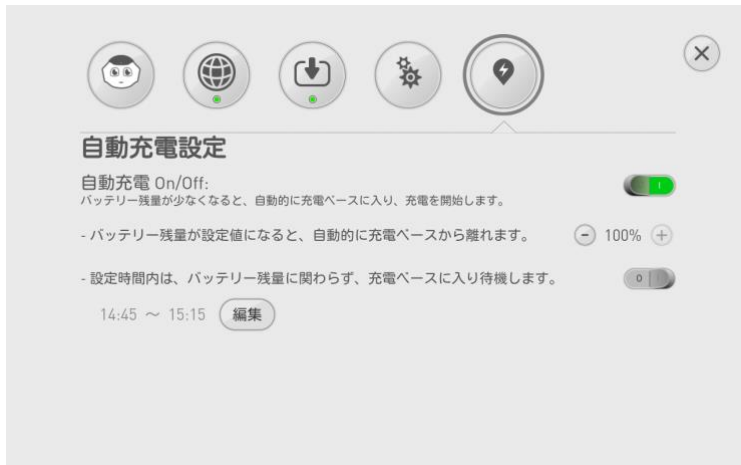 自動充電設定
自動充電 On/Off:
バッテリー残量が少なくなると、自動的に充電ベースに入り、充電を開始します。
- バッテリー残量が設定値になると、自動的に充電ベースから離れます。 - 100% +
- 設定時間内は、バッテリー残量に関わらず、充電ベースに入り待機します。
14:45 ～ 15:15 編集